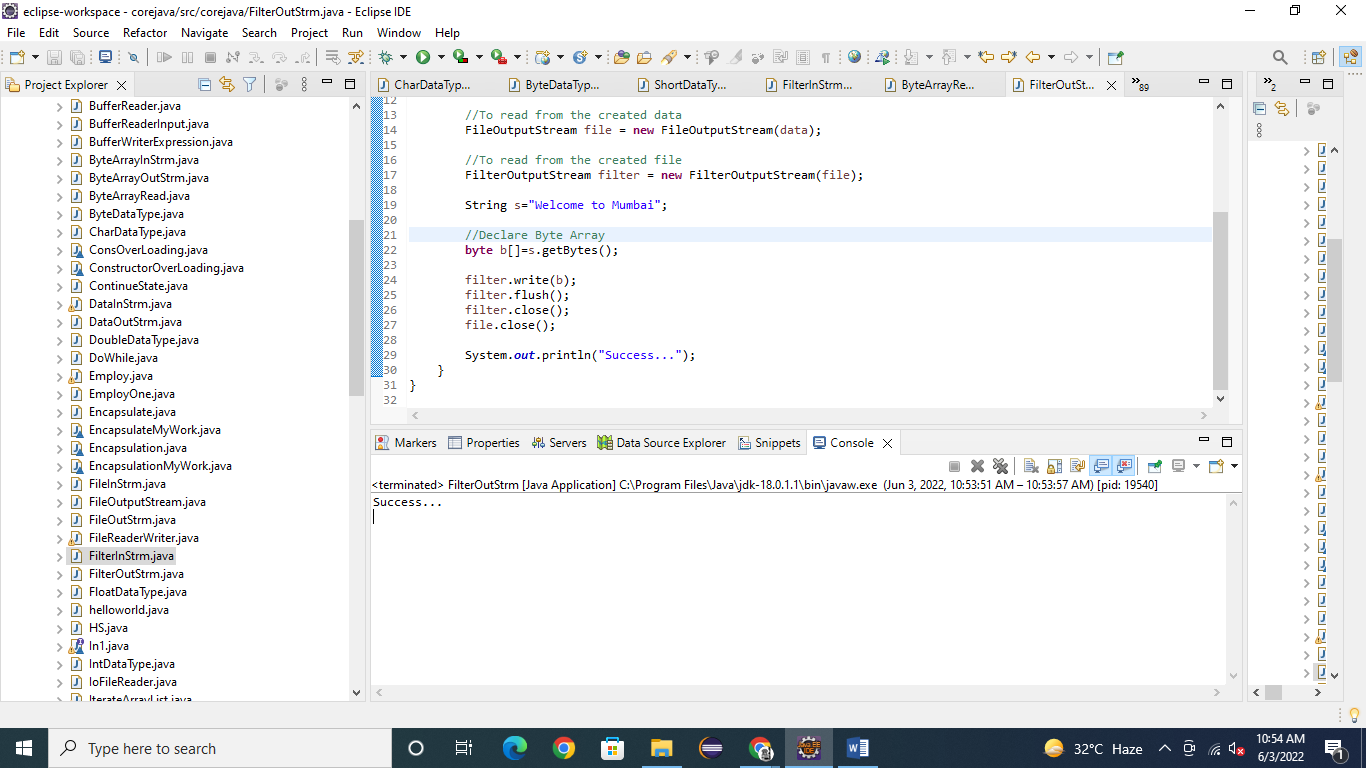 eclipse-workspace - corejava/src/corejava/FilterOutStrm.java - Eclipse IDE
File Edit Source Refactor Navigate Search Project Run Window Help
Project Explorer
BufferReader.java
BufferReaderInput.java
BufferWriterExpression.java
ByteArrayInStrm.java
ByteArrayOutStrm.java
ByteArrayRead.java
ByteDataType.java
CharDataType.java
ConsOverLoading.java
ConstructorOverLoading.java
ContinueState.java
DataInStrm.java
DataOutStrm.java
DoubleDataType.java
DoWhile.java
Employ.java
EmployOne.java
Encapsulate.java
EncapsulateMyWork.java
Encapsulation.java
EncapsulationMyWork.java
FileInStrm.java
FileOutputStream.java
FileOutStrm.java
FileReaderWriter.java
FilterInStrm.java
FilterOutStrm.java
FloatDataType.java
helloworld.java
HS.java
In1.java
IntDataType.java
IoFileReader.java
IterateArrayList.java
CharDataTyp... ByteDataTyp... ShortDataTy... FilterInStrm... ByteArrayRe... FilterOutSt... 89
12
13 //To read from the created data
14 FileOutputStream file = new FileOutputStream(data);
15
16 //To read from the created file
17 FilterOutputStream filter = new FilterOutputStream(file);
18
19 String s="Welcome to Mumbai";
20
21 //Declare Byte Array
22 byte b[]=s.getBytes();
23
24 filter.write(b);
25 filter.flush();
26 filter.close();
27 file.close();
28
29 System.out.println("Success...");
30 }
31 }
32
Markers Properties Servers Data Source Explorer Snippets Console
<terminated> FilterOutStrm [Java Application] C:\Program Files\Java\jdk-18.0.1.1\bin\javaw.exe (Jun 3, 2022, 10:53:51 AM – 10:53:57 AM) [pid: 19540]
Success...
2
Type here to search
32°C Haze
10:54 AM
6/3/2022
1